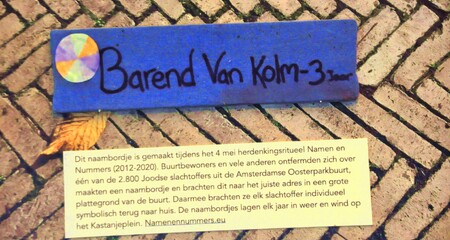 Barend Van Kolm - 3 Jaar
Dit naambordje is gemaakt tijdens het 4 mei herdenkingsritueel Namen en
Nummers (2012-2020). Buurtbewoners en vele anderen ontfermden zich over
één van de 2.800 Joodse slachtoffers uit de Amsterdamse Oosterparkbuurt,
maakten een naambordje en brachten dit naar het juiste adres in een grote
plattegrond van de buurt. Daarmee brachten ze elk slachtoffer individueel
symbolisch terug naar huis. De naambordjes lagen elk jaar in weer en wind op
het Kastanjeplein. Namenennummers.eu